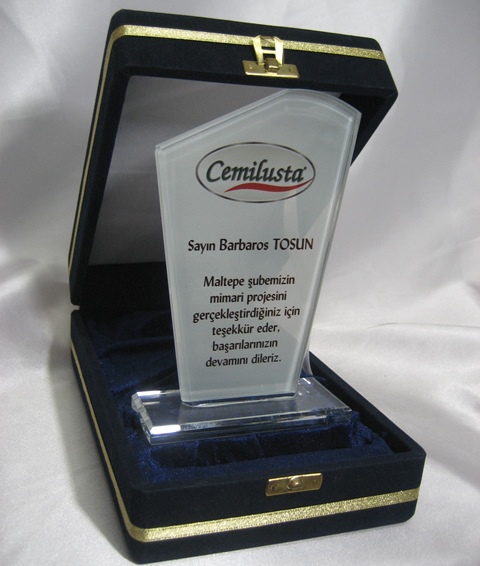 Cemilusta
Sayın Barbaros TOSUN
Maltepe şubemizin
mimari projesini
gerçekleştirdiğiniz için
teşekkür eder,
başarılarınızın
devamını dileriz.